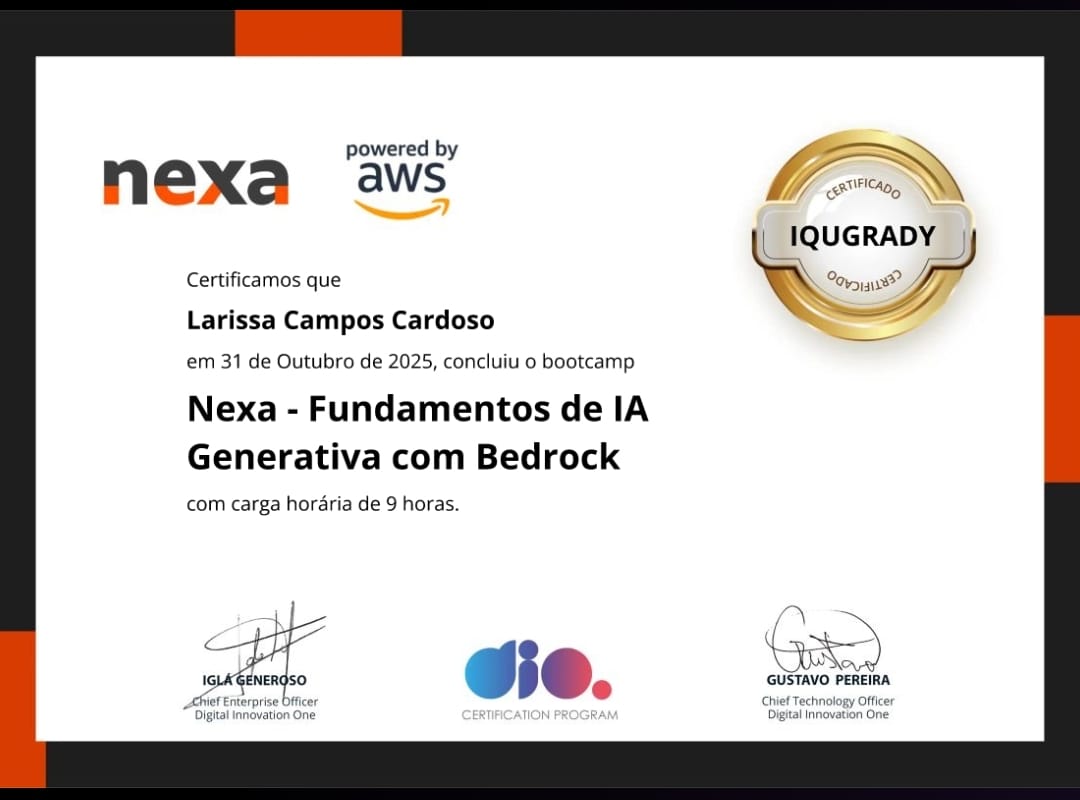 nexa
powered by
aws
CERTIFICADO
IQUGRADY
CERTIFICADO
Certificamos que
Larissa Campos Cardoso
em 31 de Outubro de 2025, concluiu o bootcamp
Nexa - Fundamentos de IA
Generativa com Bedrock
com carga horária de 9 horas.
IGLÁ GENEROSO
Chief Enterprise Officer
Digital Innovation One
dio.
CERTIFICATION PROGRAM
Gustavo
GUSTAVO PEREIRA
Chief Technology Officer
Digital Innovation One